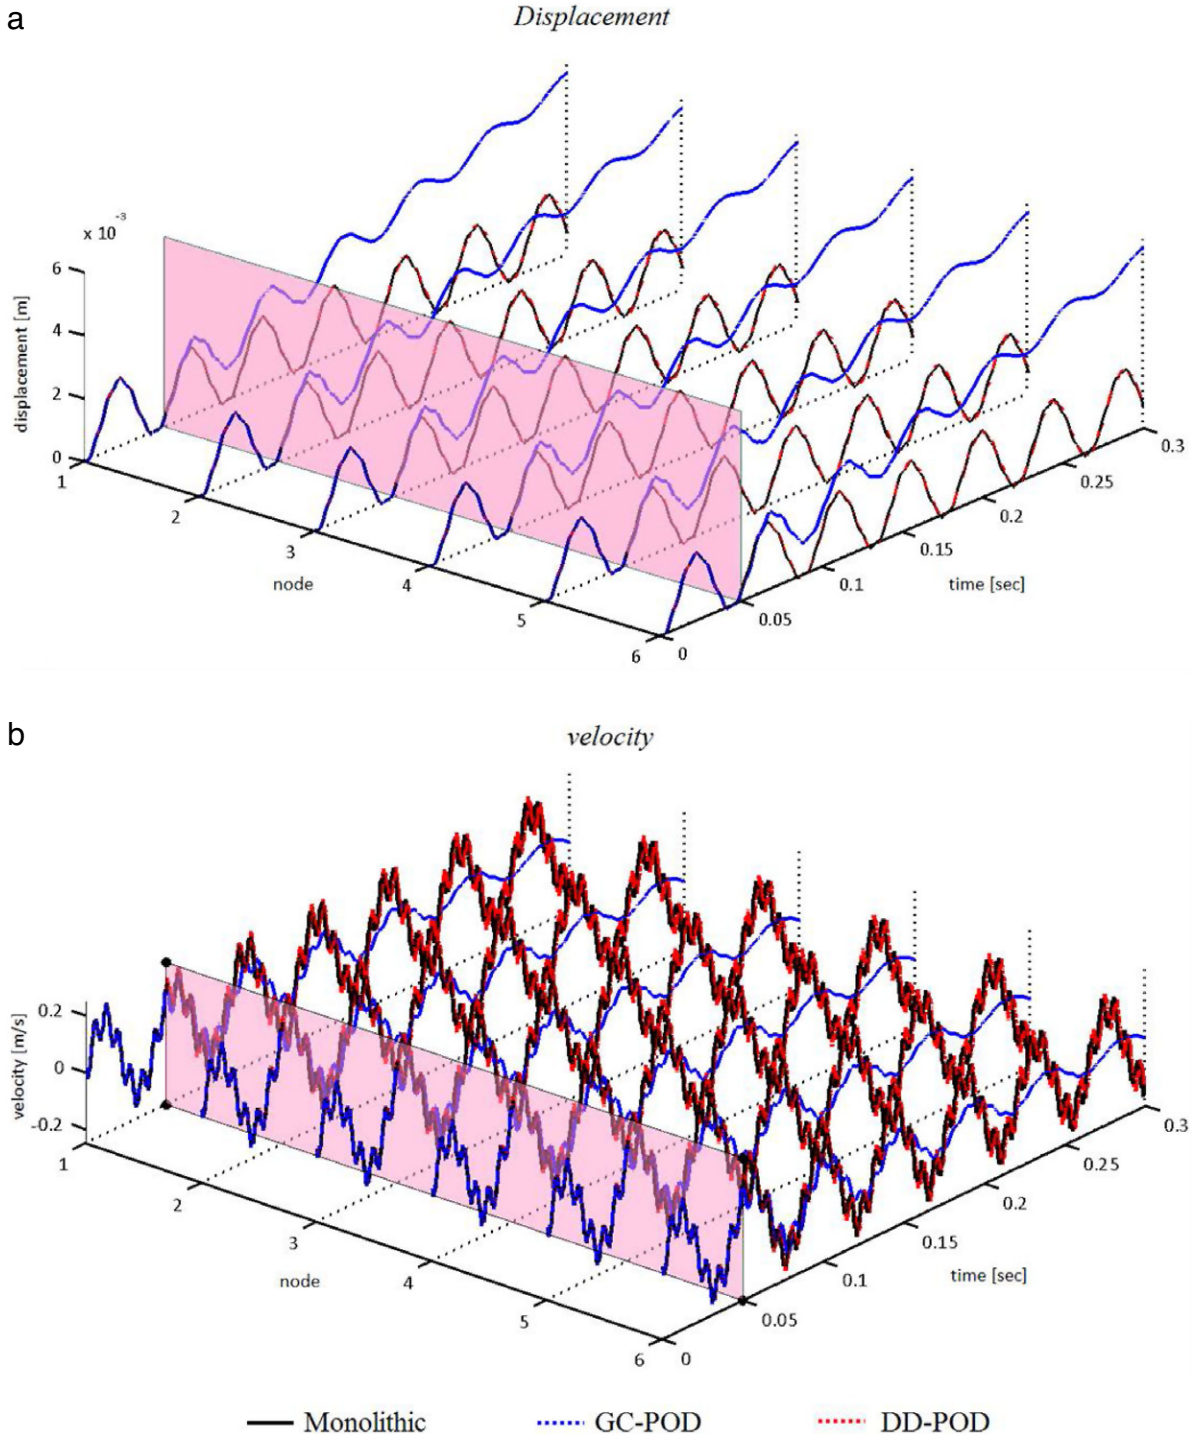 a
Displacement
x 10⁻³
6
4
2
0
displacement [m]
1
2
3
4
5
6
node
0
0.05
0.1
0.15
0.2
0.25
0.3
time [sec]
b
velocity
0.2
0
-0.2
velocity [m/s]
1
2
3
4
5
6
node
0
0.05
0.1
0.15
0.2
0.25
0.3
time [sec]
Monolithic GC-POD DD-POD